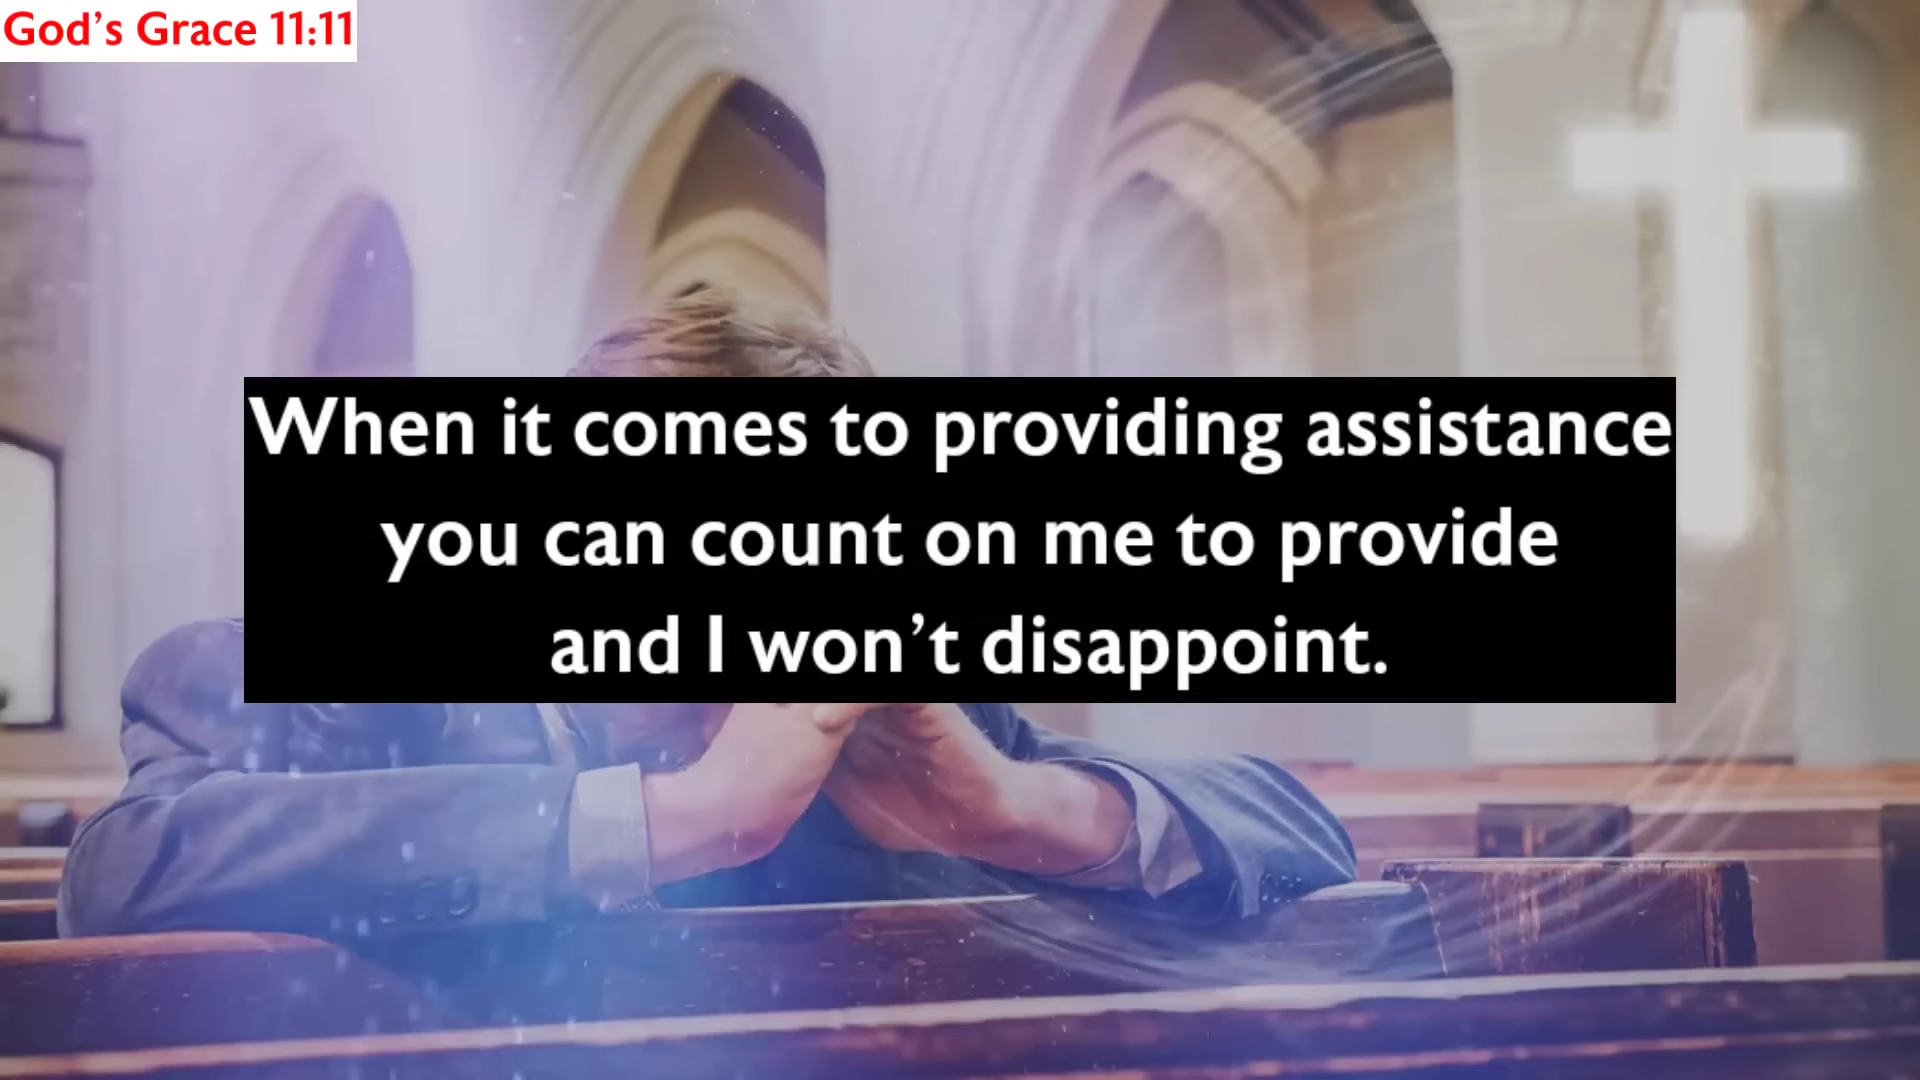 God’s Grace 11:11
When it comes to providing assistance
you can count on me to provide
and I won’t disappoint.